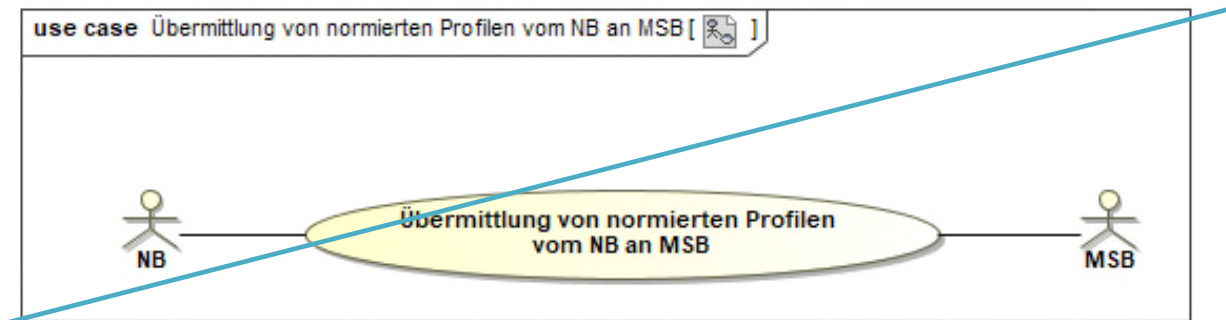 use case Übermittlung von normierten Profilen vom NB an MSB [ ]
Übermittlung von normierten Profilen
vom NB an MSB
NB
MSB